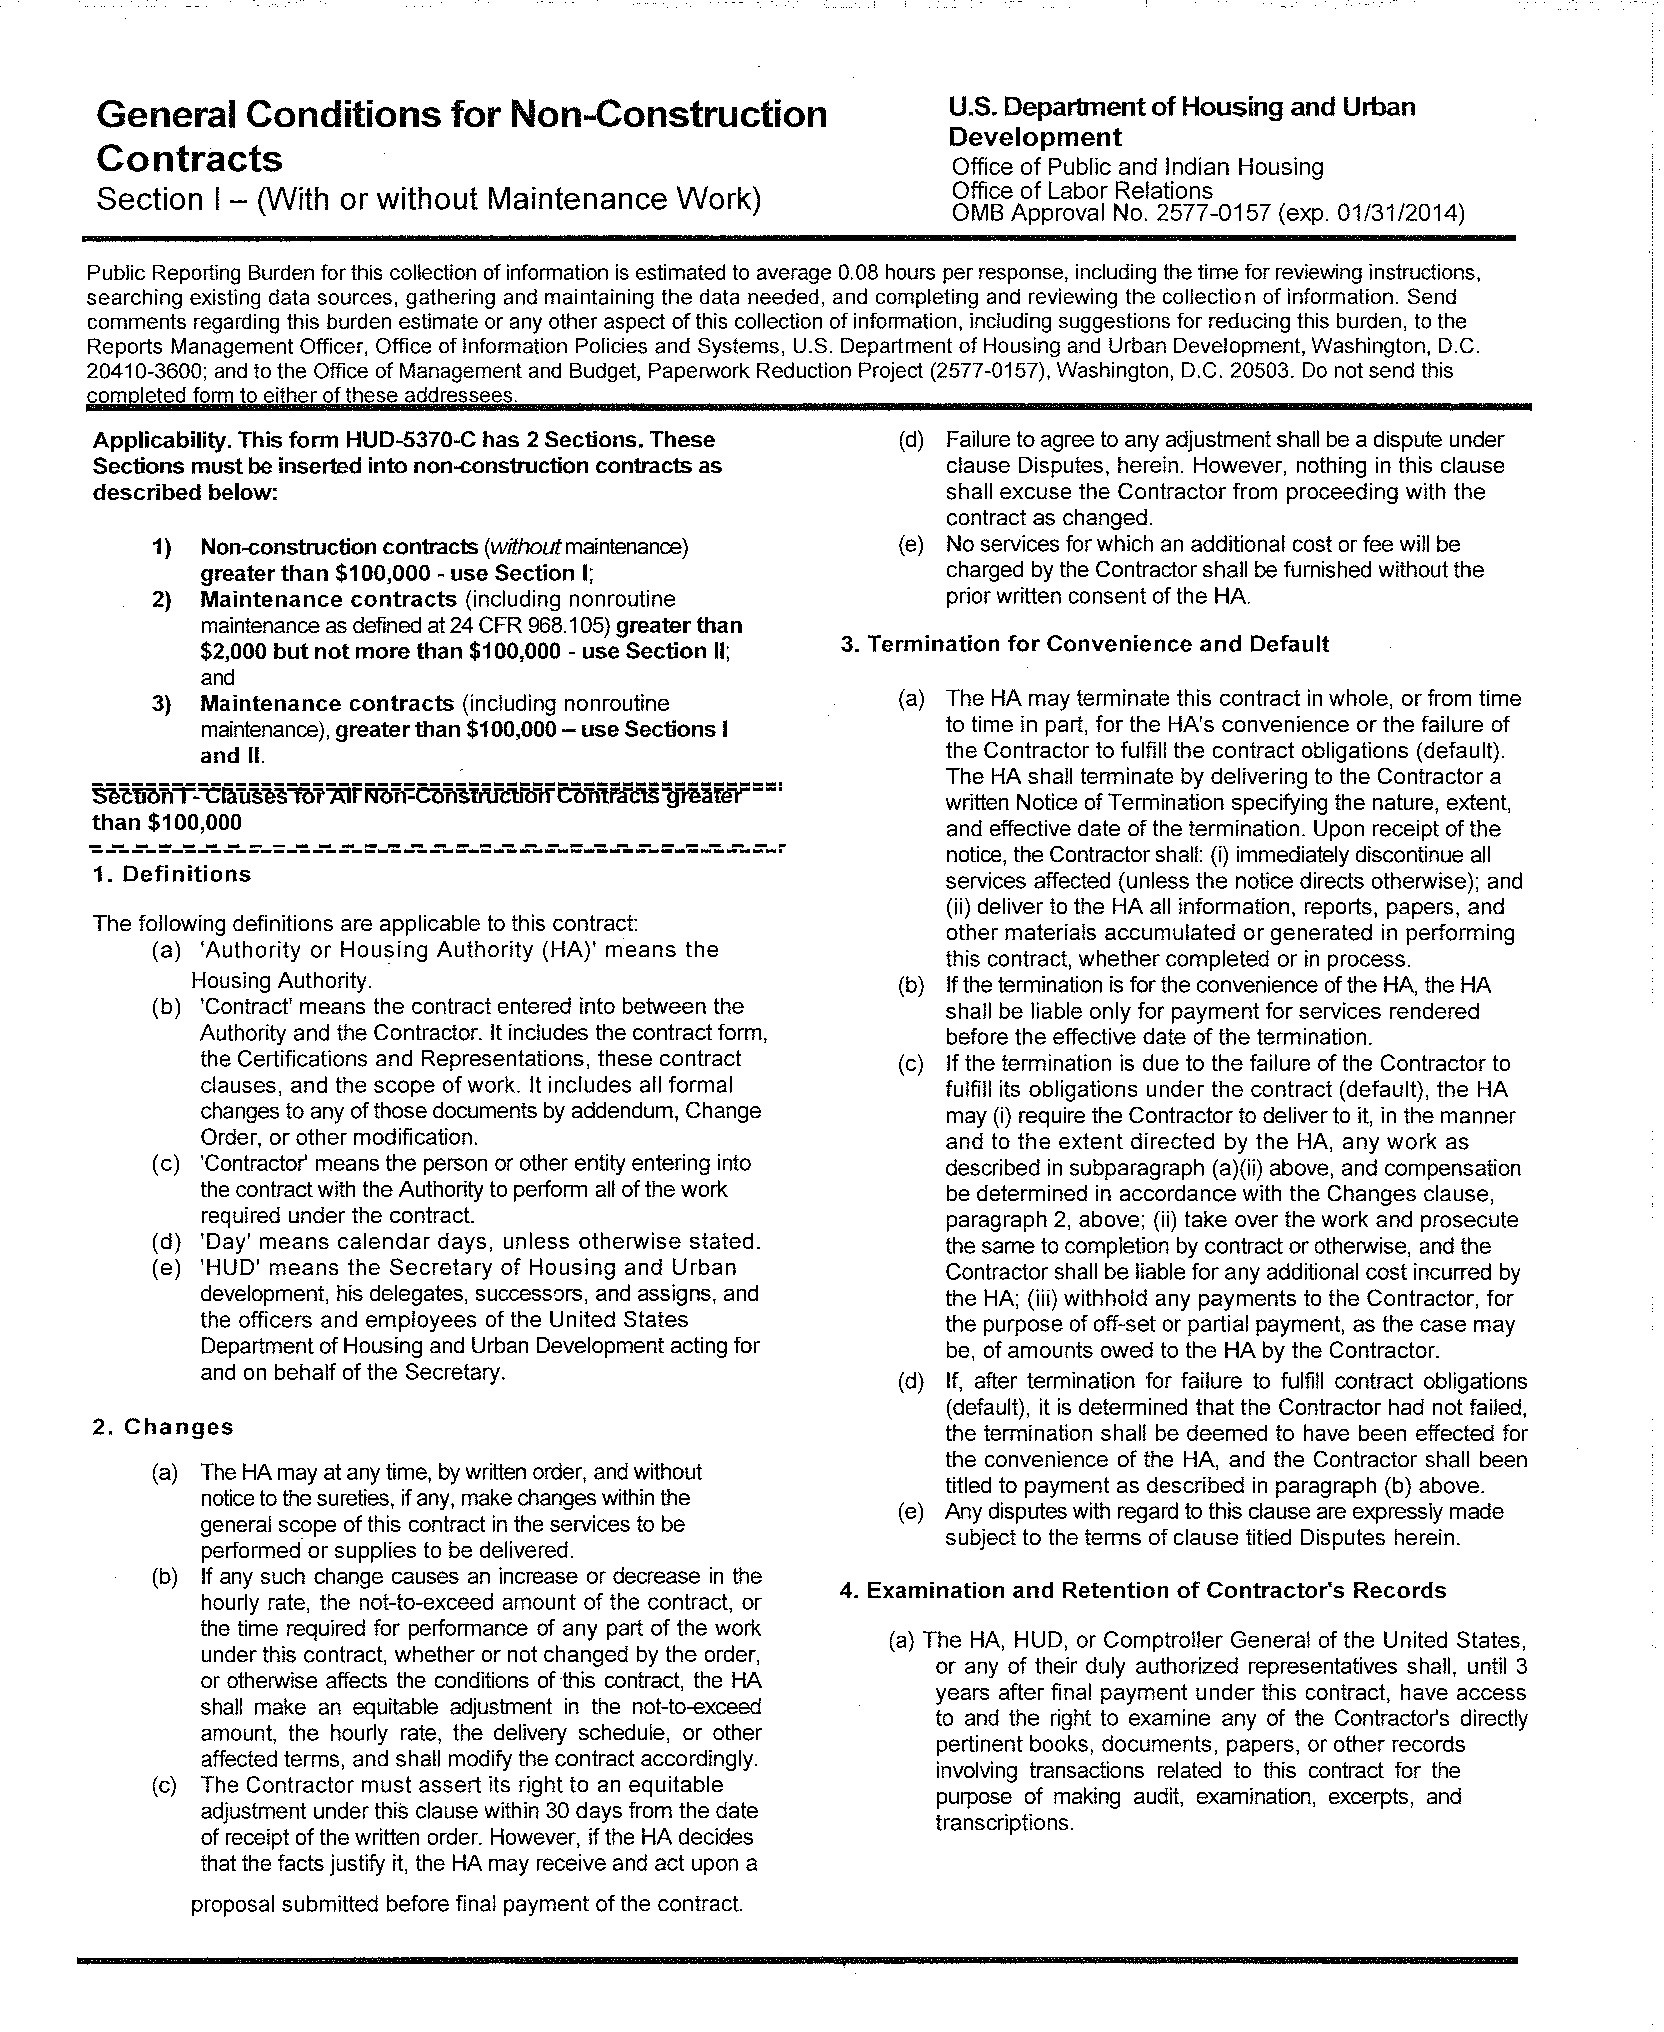 General Conditions for Non-Construction
Contracts
Section I – (With or without Maintenance Work)
U.S. Department of Housing and Urban
Development
Office of Public and Indian Housing
Office of Labor Relations
OMB Approval No. 2577-0157 (exp. 01/31/2014)
Public Reporting Burden for this collection of information is estimated to average 0.08 hours per response, including the time for reviewing instructions,
searching existing data sources, gathering and maintaining the data needed, and completing and reviewing the collection of information. Send
comments regarding this burden estimate or any other aspect of this collection of information, including suggestions for reducing this burden, to the
Reports Management Officer, Office of Information Policies and Systems, U.S. Department of Housing and Urban Development, Washington, D.C.
20410-3600; and to the Office of Management and Budget, Paperwork Reduction Project (2577-0157), Washington, D.C. 20503. Do not send this
completed form to either of these addressees.
Applicability. This form HUD-5370-C has 2 Sections. These
Sections must be inserted into non-construction contracts as
described below:
1) Non-construction contracts (without maintenance)
greater than $100,000 - use Section I;
2) Maintenance contracts (including nonroutine
maintenance as defined at 24 CFR 968.105) greater than
$2,000 but not more than $100,000 - use Section II;
and
3) Maintenance contracts (including nonroutine
maintenance), greater than $100,000 – use Sections I
and II.
Section I - Clauses for All Non-Construction Contracts greater
than $100,000
1. Definitions
The following definitions are applicable to this contract:
(a) 'Authority or Housing Authority (HA)' means the
Housing Authority.
(b) 'Contract' means the contract entered into between the
Authority and the Contractor. It includes the contract form,
the Certifications and Representations, these contract
clauses, and the scope of work. It includes all formal
changes to any of those documents by addendum, Change
Order, or other modification.
(c) 'Contractor' means the person or other entity entering into
the contract with the Authority to perform all of the work
required under the contract.
(d) 'Day' means calendar days, unless otherwise stated.
(e) 'HUD' means the Secretary of Housing and Urban
development, his delegates, successors, and assigns, and
the officers and employees of the United States
Department of Housing and Urban Development acting for
and on behalf of the Secretary.
2. Changes
(a) The HA may at any time, by written order, and without
notice to the sureties, if any, make changes within the
general scope of this contract in the services to be
performed or supplies to be delivered.
(b) If any such change causes an increase or decrease in the
hourly rate, the not-to-exceed amount of the contract, or
the time required for performance of any part of the work
under this contract, whether or not changed by the order,
or otherwise affects the conditions of this contract, the HA
shall make an equitable adjustment in the not-to-exceed
amount, the hourly rate, the delivery schedule, or other
affected terms, and shall modify the contract accordingly.
(c) The Contractor must assert its right to an equitable
adjustment under this clause within 30 days from the date
of receipt of the written order. However, if the HA decides
that the facts justify it, the HA may receive and act upon a
proposal submitted before final payment of the contract.
(d) Failure to agree to any adjustment shall be a dispute under
clause Disputes, herein. However, nothing in this clause
shall excuse the Contractor from proceeding with the
contract as changed.
(e) No services for which an additional cost or fee will be
charged by the Contractor shall be furnished without the
prior written consent of the HA.
3. Termination for Convenience and Default
(a) The HA may terminate this contract in whole, or from time
to time in part, for the HA's convenience or the failure of
the Contractor to fulfill the contract obligations (default).
The HA shall terminate by delivering to the Contractor a
written Notice of Termination specifying the nature, extent,
and effective date of the termination. Upon receipt of the
notice, the Contractor shall: (i) immediately discontinue all
services affected (unless the notice directs otherwise); and
(ii) deliver to the HA all information, reports, papers, and
other materials accumulated or generated in performing
this contract, whether completed or in process.
(b) If the termination is for the convenience of the HA, the HA
shall be liable only for payment for services rendered
before the effective date of the termination.
(c) If the termination is due to the failure of the Contractor to
fulfill its obligations under the contract (default), the HA
may (i) require the Contractor to deliver to it, in the manner
and to the extent directed by the HA, any work as
described in subparagraph (a)(ii) above, and compensation
be determined in accordance with the Changes clause,
paragraph 2, above; (ii) take over the work and prosecute
the same to completion by contract or otherwise, and the
Contractor shall be liable for any additional cost incurred by
the HA; (iii) withhold any payments to the Contractor, for
the purpose of off-set or partial payment, as the case may
be, of amounts owed to the HA by the Contractor.
(d) If, after termination for failure to fulfill contract obligations
(default), it is determined that the Contractor had not failed,
the termination shall be deemed to have been effected for
the convenience of the HA, and the Contractor shall been
titled to payment as described in paragraph (b) above.
(e) Any disputes with regard to this clause are expressly made
subject to the terms of clause titled Disputes herein.
4. Examination and Retention of Contractor's Records
(a) The HA, HUD, or Comptroller General of the United States,
or any of their duly authorized representatives shall, until 3
years after final payment under this contract, have access
to and the right to examine any of the Contractor's directly
pertinent books, documents, papers, or other records
involving transactions related to this contract for the
purpose of making audit, examination, excerpts, and
transcriptions.